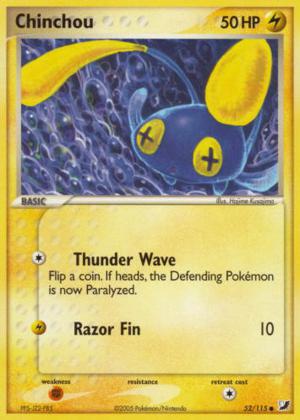 Chinchou 50 HP
Illus. Hajime Kusajima
BASIC
Thunder Wave
Flip a coin. If heads, the Defending Pokémon
is now Paralyzed.
Razor Fin 10
weakness resistance retreat cost
©2005 Pokémon/Nintendo 52/115